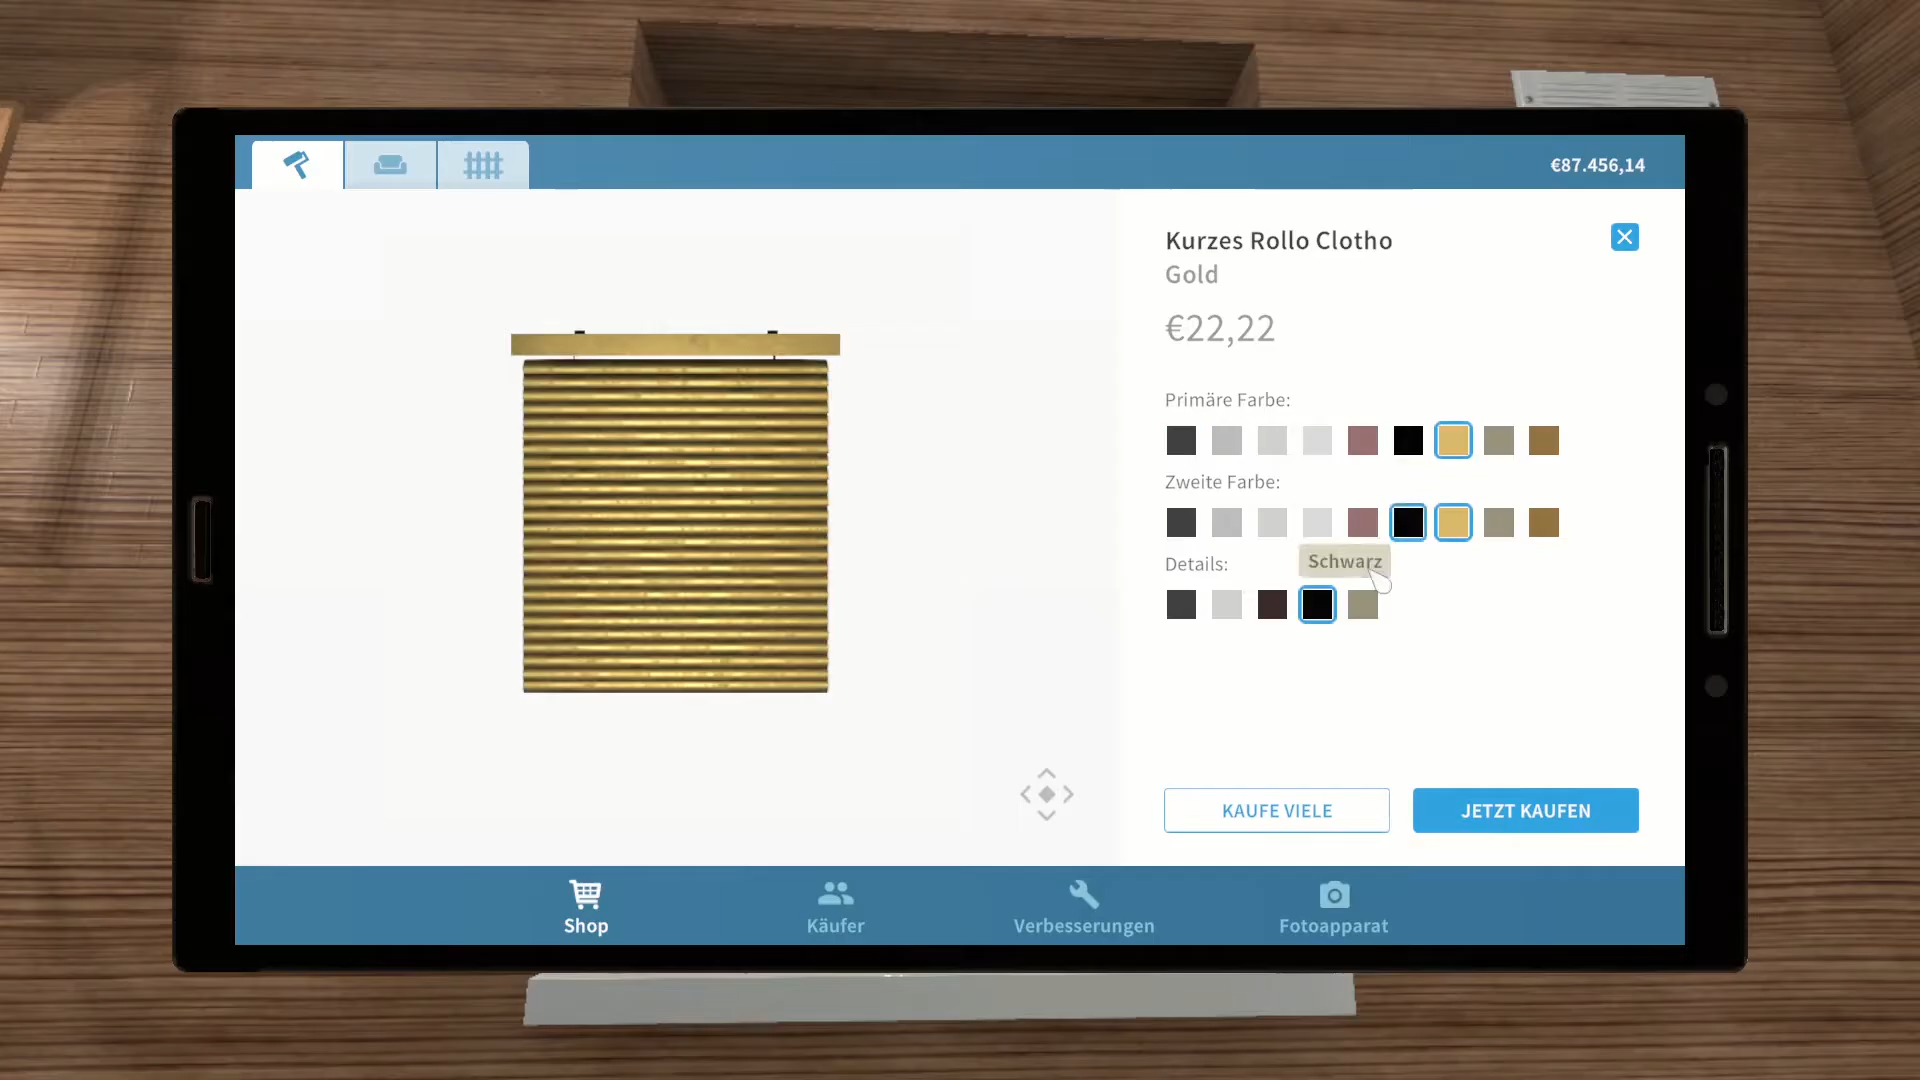 €87.456,14
Kurzes Rollo Clotho
Gold
€22,22
Primäre Farbe:
Zweite Farbe:
Details:
Schwarz
KAUFE VIELE
JETZT KAUFEN
Shop
Käufer
Verbesserungen
Fotoapparat